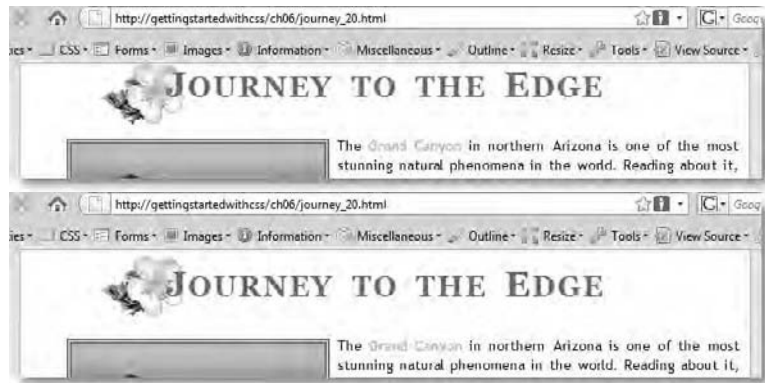 http://gettingstartedwithcss/ch06/journey_20.html Goog
ies CSS Forms Images Information Miscellaneous Outline Resize Tools View Source
JOURNEY TO THE EDGE
The Grand Canyon in northern Arizona is one of the most
stunning natural phenomena in the world. Reading about it,
http://gettingstartedwithcss/ch06/journey_20.html Goog
ies CSS Forms Images Information Miscellaneous Outline Resize Tools View Source
JOURNEY TO THE EDGE
The Grand Canyon in northern Arizona is one of the most
stunning natural phenomena in the world. Reading about it,